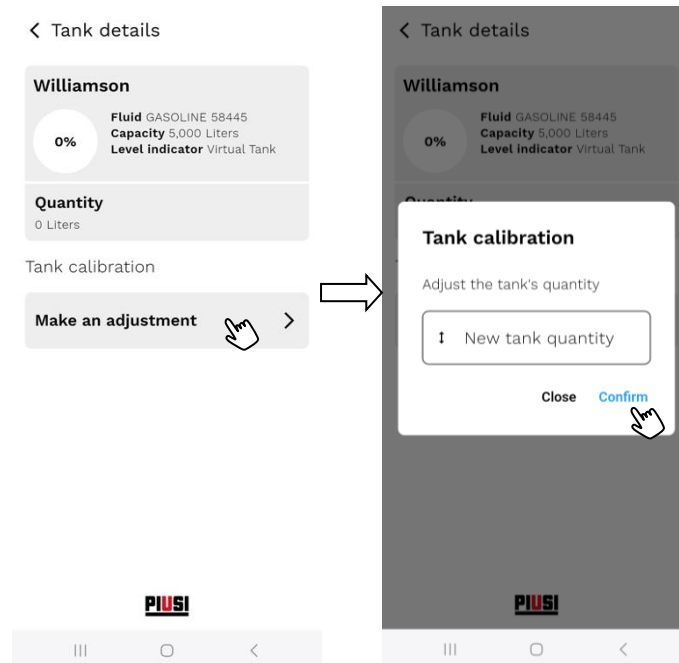 Tank details
Williamson
0%
Fluid GASOLINE 58445
Capacity 5,000 Liters
Level indicator Virtual Tank
Quantity
0 Liters
Tank calibration
Make an adjustment
PIUSI
Tank details
Williamson
0%
Fluid GASOLINE 58445
Capacity 5,000 Liters
Level indicator Virtual Tank
Quantity
Tank calibration
Adjust the tank's quantity
New tank quantity
Close Confirm
PIUSI